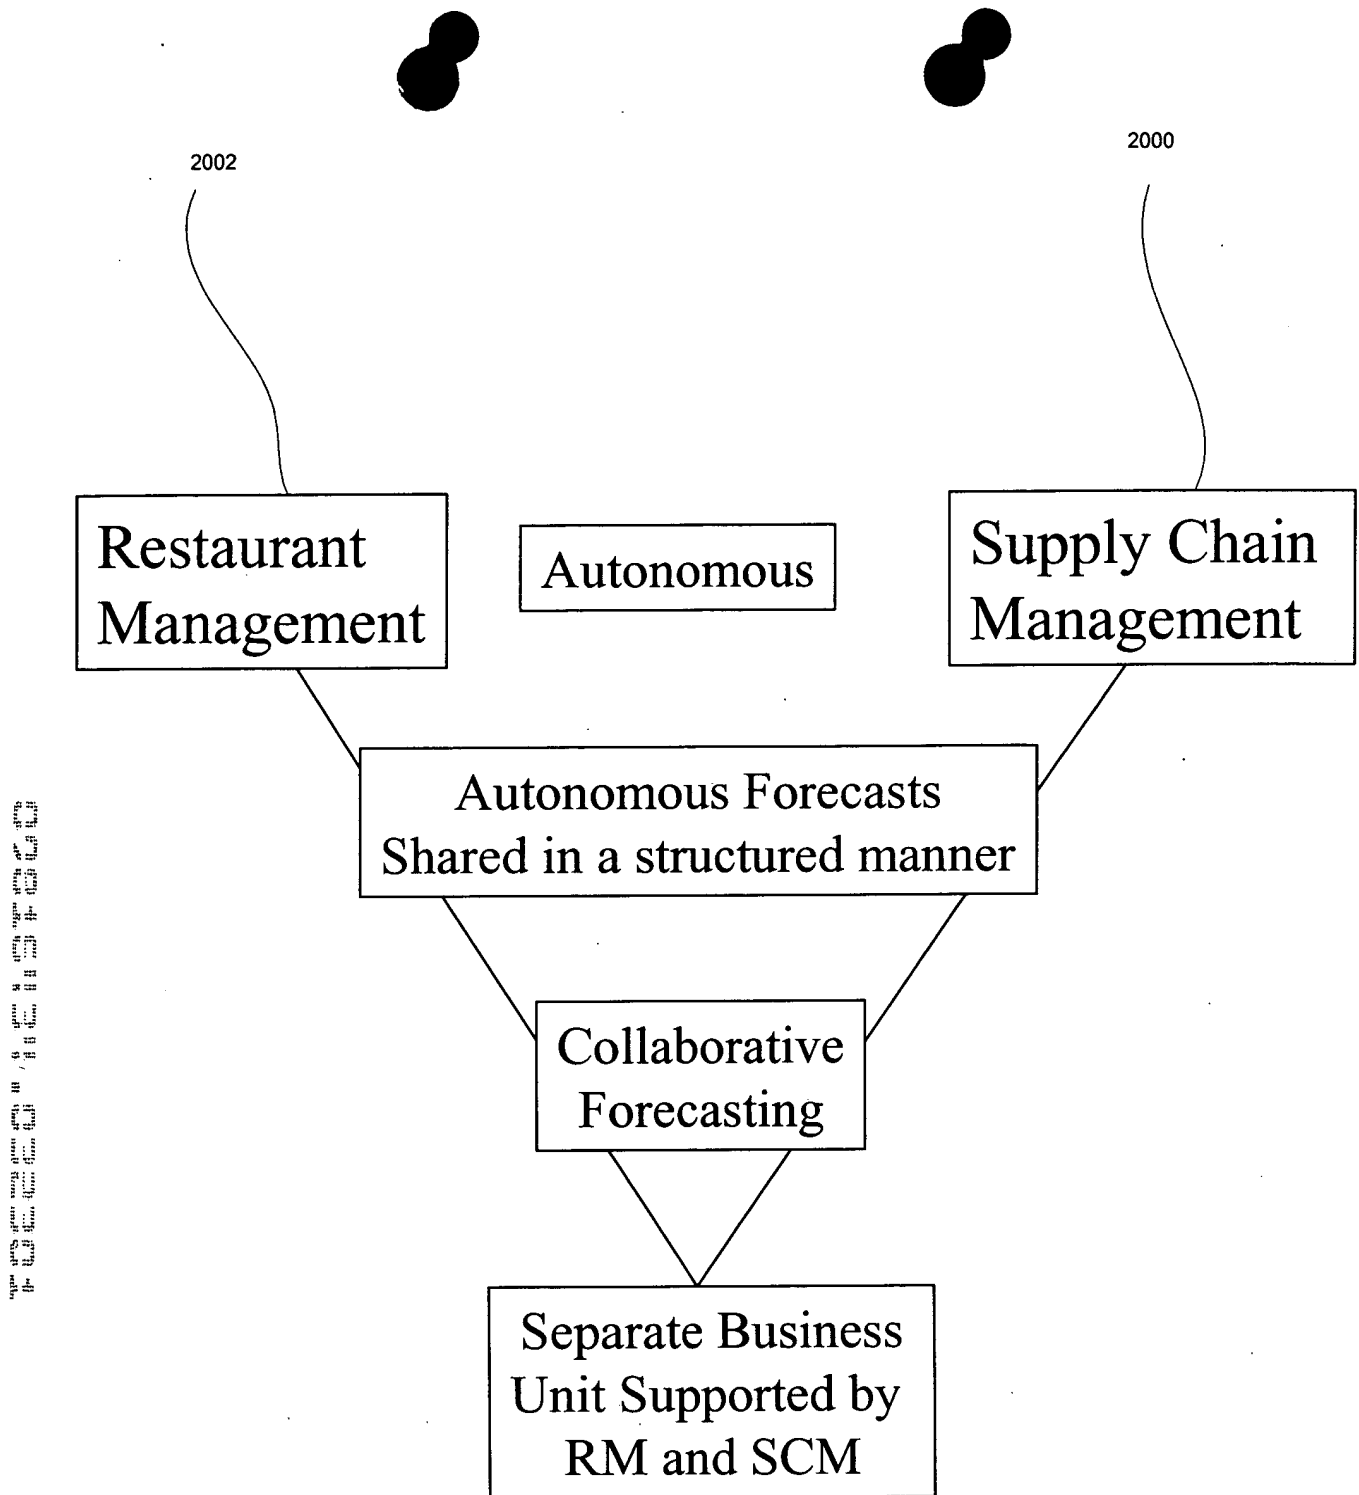 2002
2000
Restaurant
Management
Autonomous
Supply Chain
Management
Autonomous Forecasts
Shared in a structured manner
Collaborative
Forecasting
Separate Business
Unit Supported by
RM and SCM